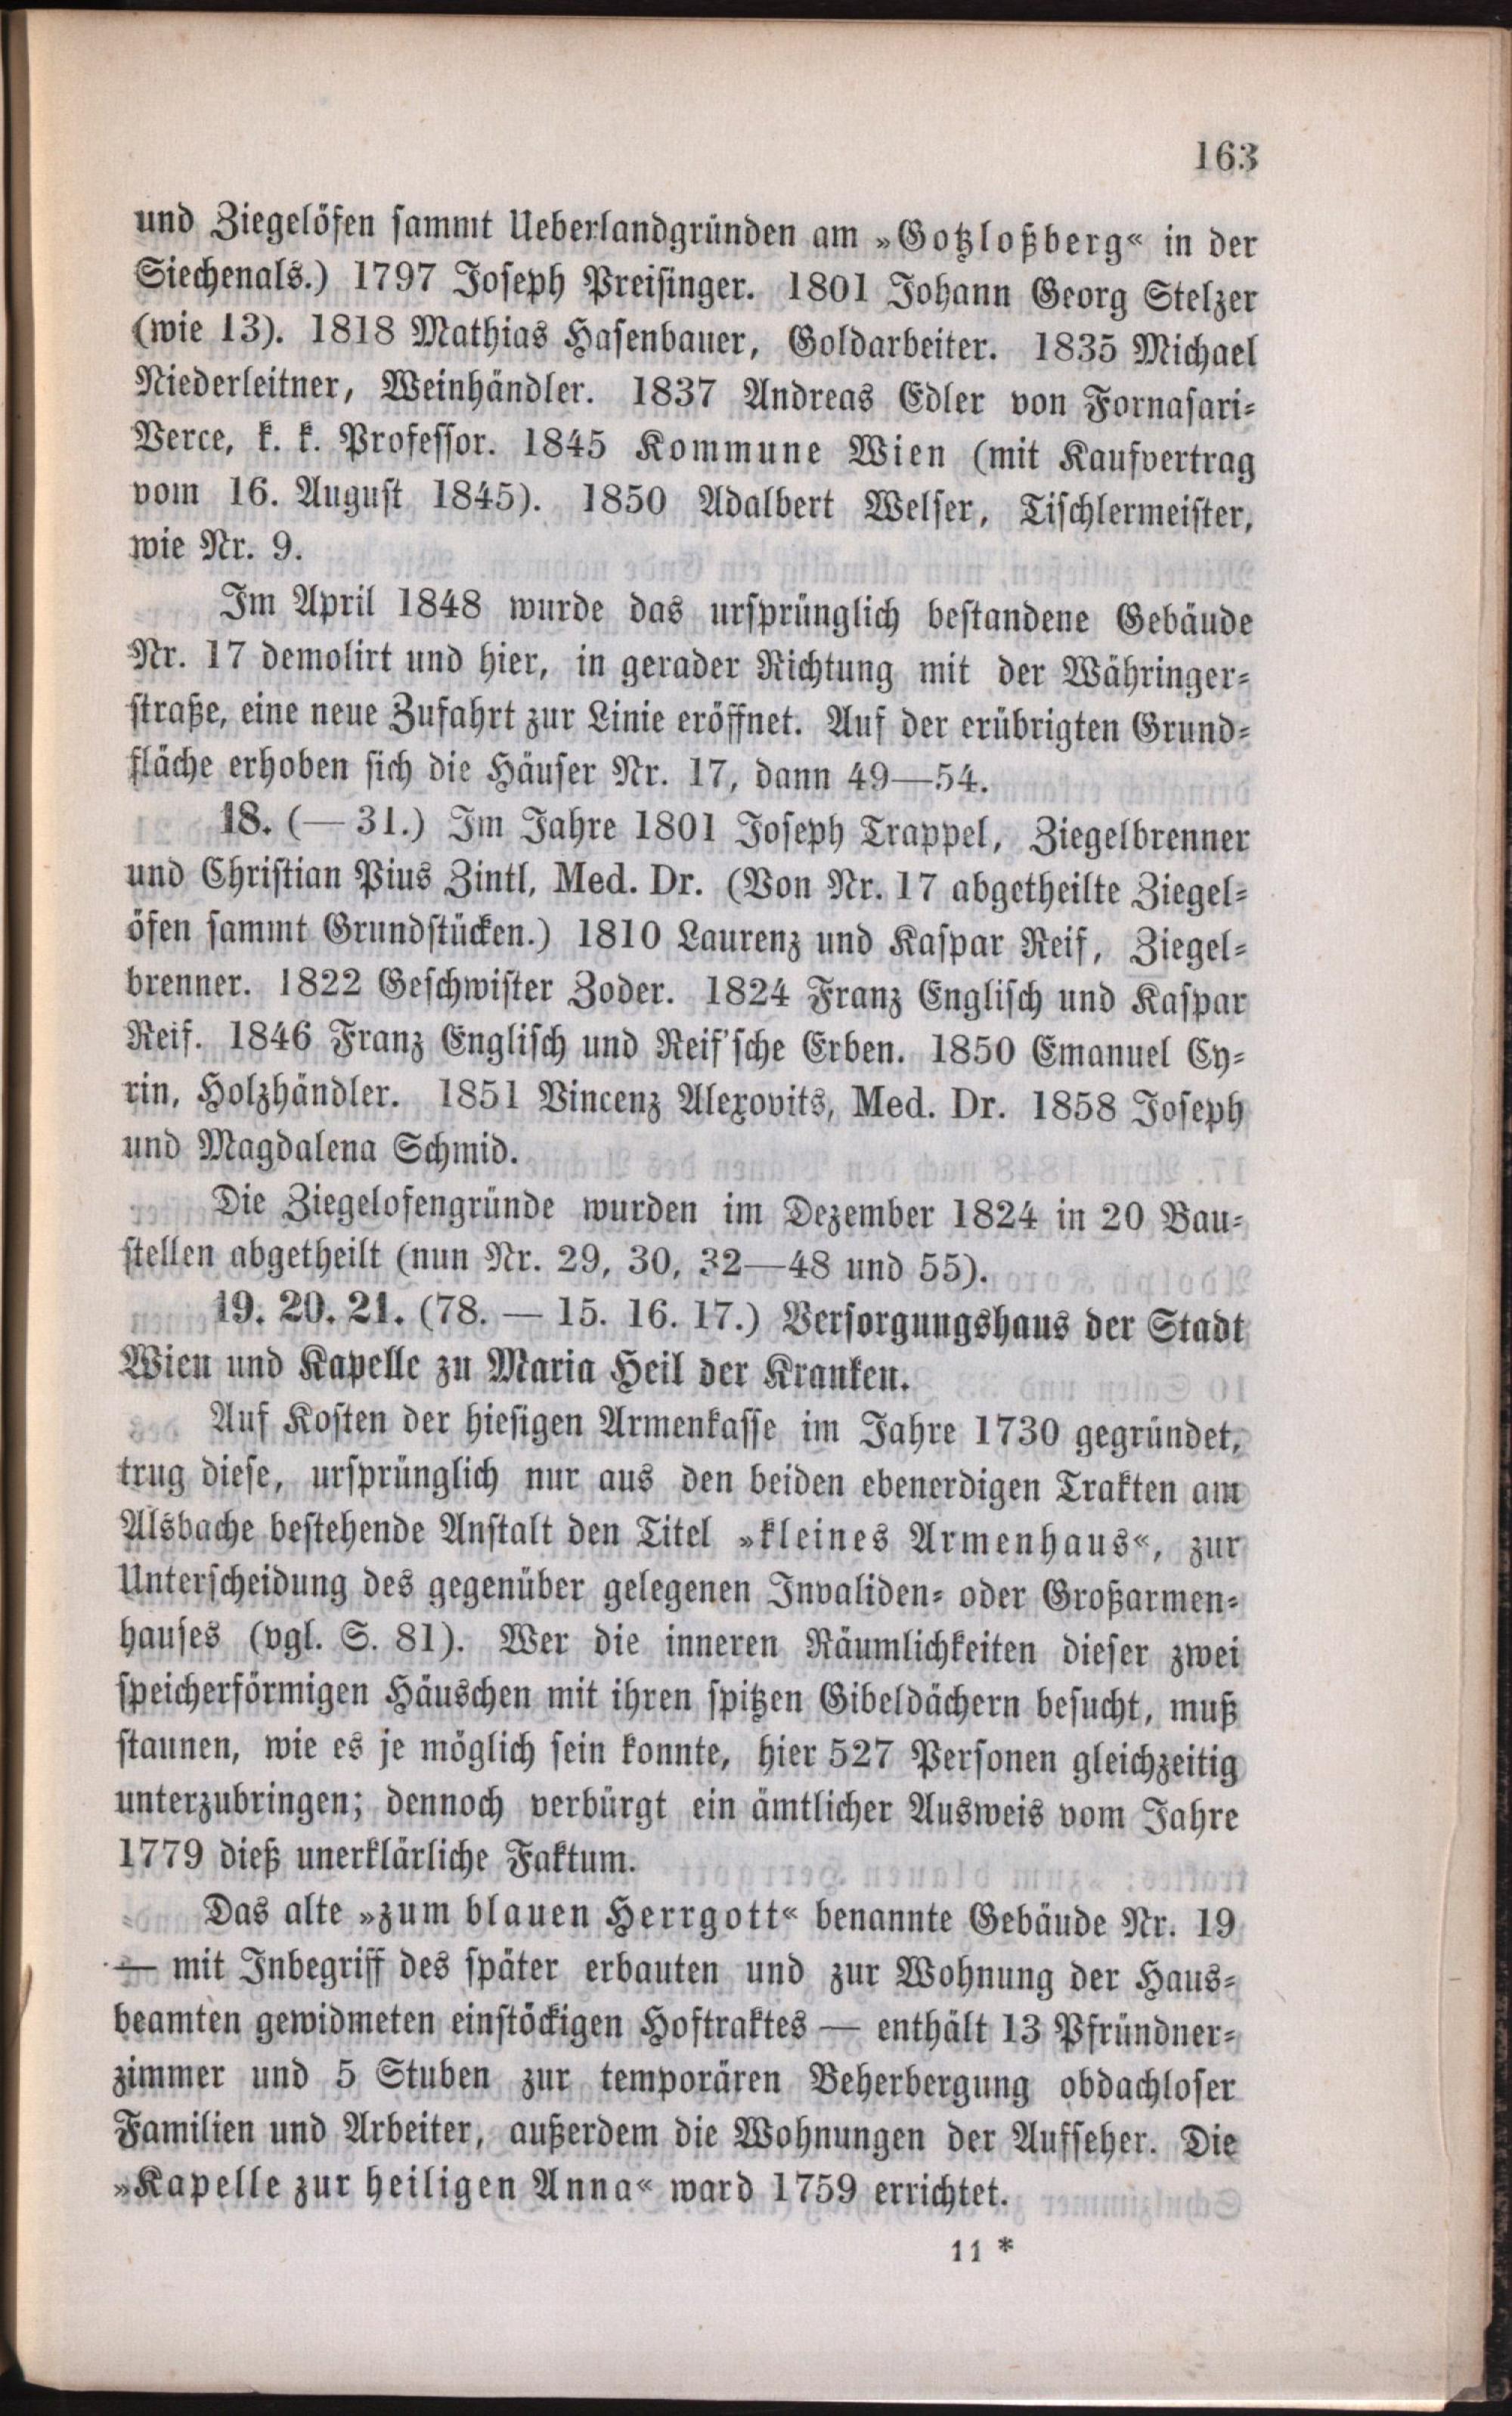 163
und Ziegelöfen sammt Ueberlandgründen am »Gotzloßberg« in der
Siechenals.) 1797 Joseph Preisinger. 1801 Johann Georg Stelzer
(wie 13). 1818 Mathias Hasenbauer, Goldarbeiter. 1835 Michael
Niederleitner, Weinhändler. 1837 Andreas Edler von Fornasari-
Verce, k. k. Professor. 1845 Kommune Wien (mit Kaufvertrag
vom 16. August 1845). 1850 Adalbert Welser, Tischlermeister,
wie Nr. 9.
Im April 1848 wurde das ursprünglich bestandene Gebäude
Nr. 17 demolirt und hier, in gerader Richtung mit der Währinger-
straße, eine neue Zufahrt zur Linie eröffnet. Auf der erübrigten Grund-
fläche erhoben sich die Häuser Nr. 17, dann 49—54.
18. (— 31.) Im Jahre 1801 Joseph Trappel, Ziegelbrenner
und Christian Pius Zintl, Med. Dr. (Von Nr. 17 abgetheilte Ziegel-
öfen sammt Grundstücken.) 1810 Laurenz und Kaspar Reif, Ziegel-
brenner. 1822 Geschwister Zoder. 1824 Franz Englisch und Kaspar
Reif. 1846 Franz Englisch und Reif'sche Erben. 1850 Emanuel Cy-
rin, Holzhändler. 1851 Vincenz Alexovits, Med. Dr. 1858 Joseph
und Magdalena Schmid.
Die Ziegelofengründe wurden im Dezember 1824 in 20 Bau-
stellen abgetheilt (nun Nr. 29, 30, 32—48 und 55).
19. 20. 21. (78. — 15. 16. 17.) Versorgungshaus der Stadt
Wien und Kapelle zu Maria Heil der Kranken.
Auf Kosten der hiesigen Armenkasse im Jahre 1730 gegründet,
trug diese, ursprünglich nur aus den beiden ebenerdigen Trakten am
Alsbache bestehende Anstalt den Titel »kleines Armenhaus«, zur
Unterscheidung des gegenüber gelegenen Invaliden- oder Großarmen-
hauses (vgl. S. 81). Wer die inneren Räumlichkeiten dieser zwei
speicherförmigen Häuschen mit ihren spitzen Gibeldächern besucht, muß
staunen, wie es je möglich sein konnte, hier 527 Personen gleichzeitig
unterzubringen; dennoch verbürgt ein ämtlicher Ausweis vom Jahre
1779 dieß unerklärliche Faktum.
Das alte »zum blauen Herrgott« benannte Gebäude Nr. 19
— mit Inbegriff des später erbauten und zur Wohnung der Haus-
beamten gewidmeten einstöckigen Hoftraktes — enthält 13 Pfründner-
zimmer und 5 Stuben zur temporären Beherbergung obdachloser
Familien und Arbeiter, außerdem die Wohnungen der Aufseher. Die
»Kapelle zur heiligen Anna« ward 1759 errichtet.
11 *